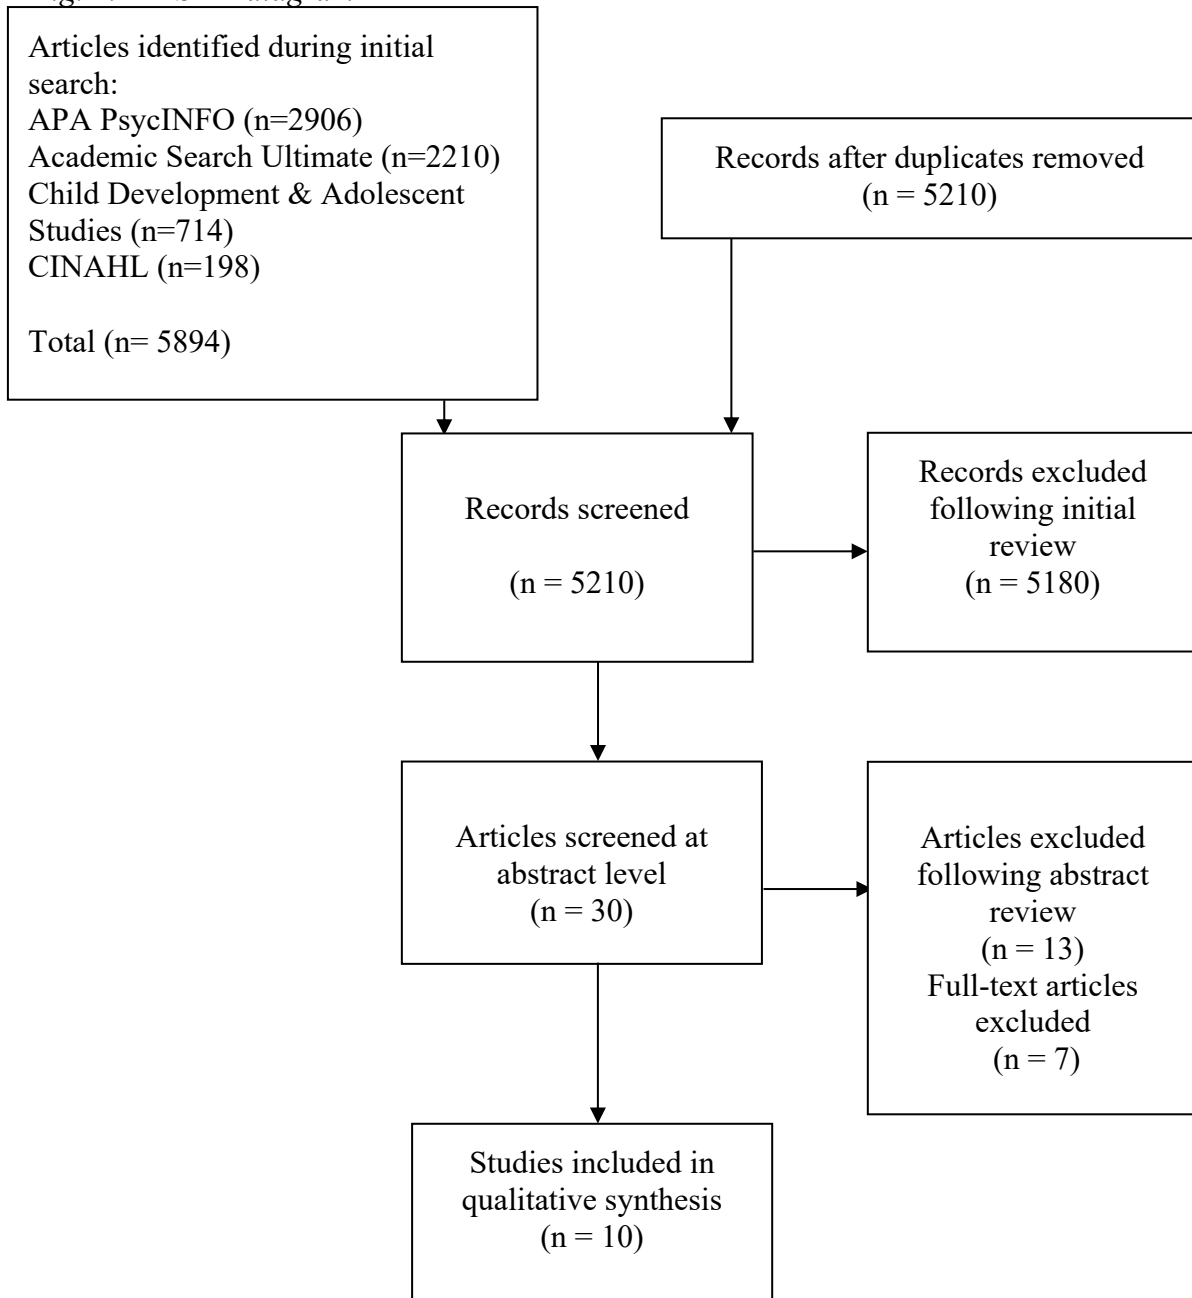 Articles identified during initial
search:
APA PsycINFO (n=2906)
Academic Search Ultimate (n=2210)
Child Development & Adolescent
Studies (n=714)
CINAHL (n=198)
Total (n= 5894)
Records after duplicates removed
(n = 5210)
Records screened
(n = 5210)
Records excluded
following initial
review
(n = 5180)
Articles screened at
abstract level
(n = 30)
Articles excluded
following abstract
review
(n = 13)
Full-text articles
excluded
(n = 7)
Studies included in
qualitative synthesis
(n = 10)